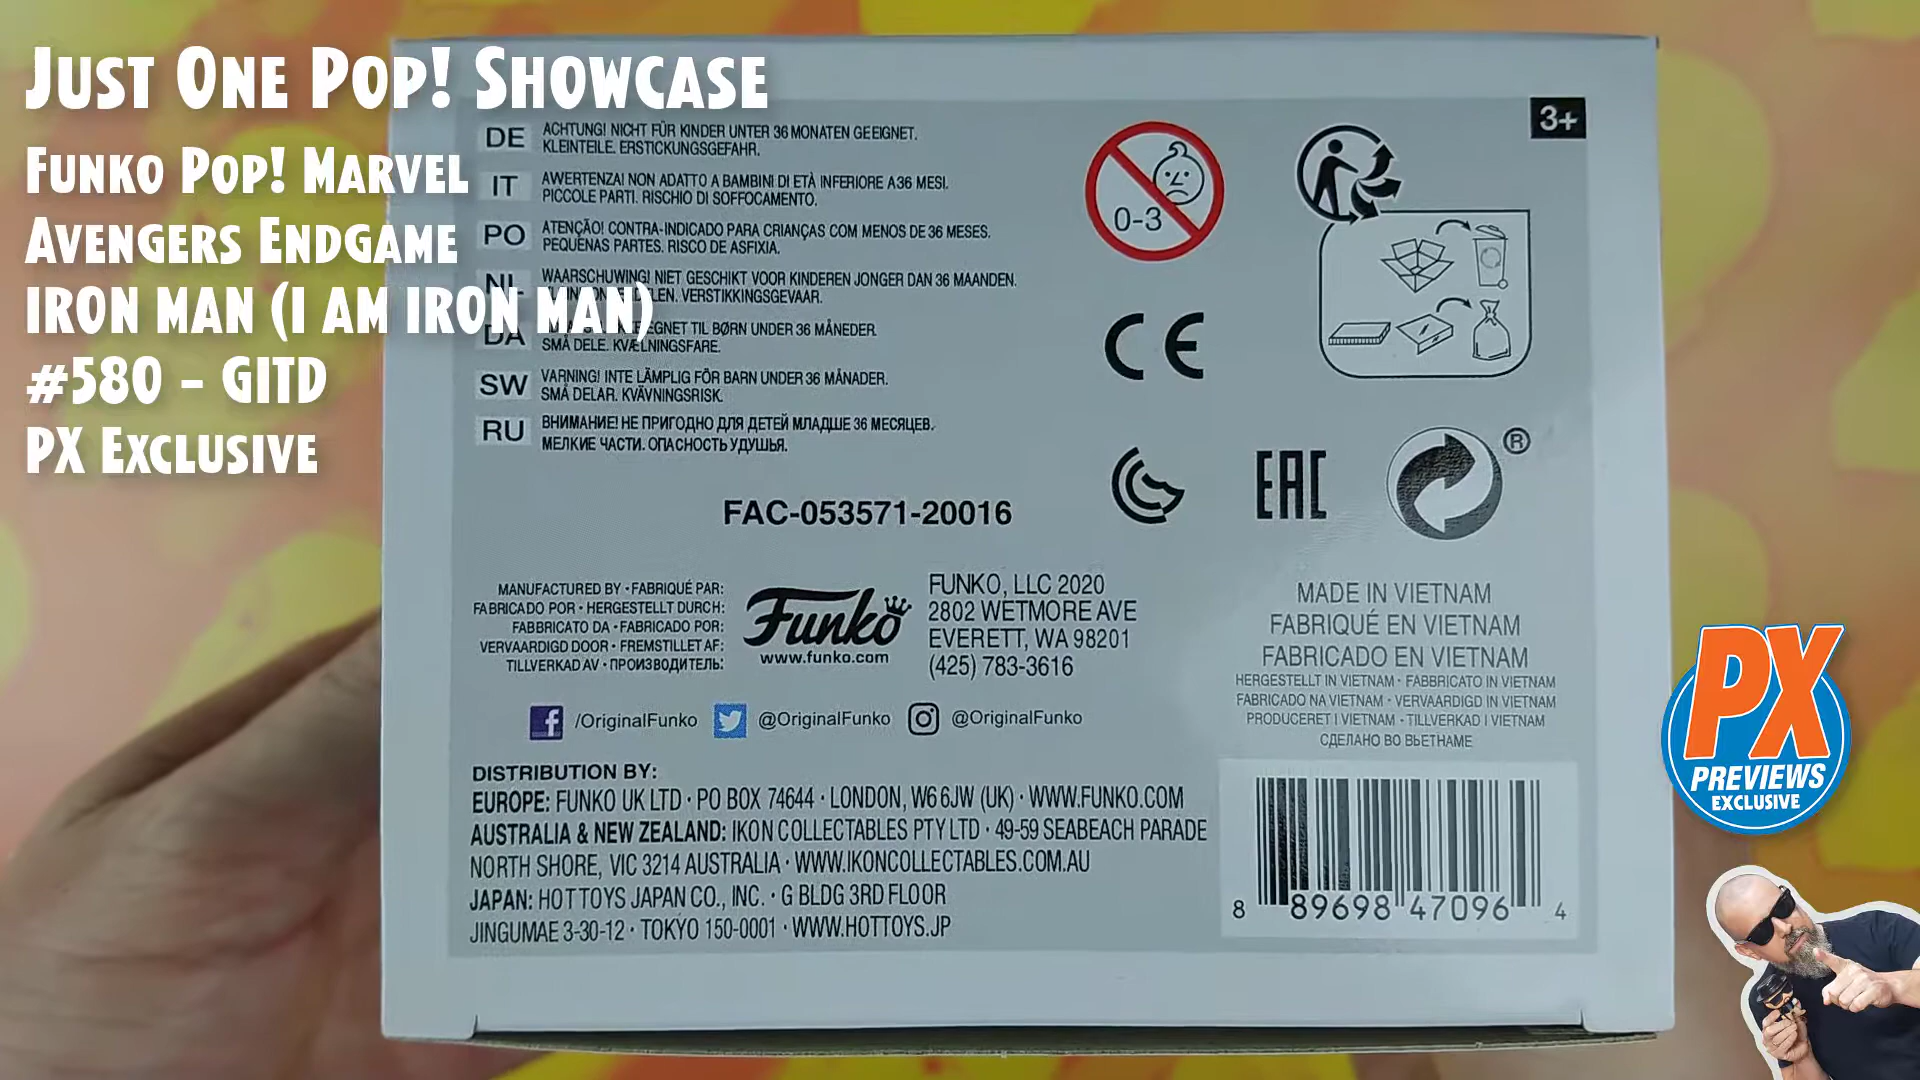 JUST ONE POP! SHOWCASE
FUNKO POP! MARVEL
AVENGERS ENDGAME
IRON MAN (I AM IRON MAN)
#580 - GITD
PX EXCLUSIVE
3+
DE ACHTUNG! NICHT FÜR KINDER UNTER 36 MONATEN GEEIGNET.
KLEINTEILE. ERSTICKUNGSGEFAHR.
IT AWERTENZA! NON ADATTO A BAMBINI DI ETÀ INFERIORE A 36 MESI.
PICCOLE PARTI. RISCHIO DI SOFFOCAMENTO.
PO ATENÇÃO! CONTRA-INDICADO PARA CRIANÇAS COM MENOS DE 36 MESES.
PEQUENAS PARTES. RISCO DE ASFIXIA.
NL WAARSCHUWING! NIET GESCHIKT VOOR KINDEREN JONGER DAN 36 MAANDEN.
VERSTIKKINGSGEVAAR.
DA TIL BØRN UNDER 36 MÅNEDER.
SMÅ DELE. KVÆLNINGSFARE.
SW VARNING! INTE LÄMPLIG FÖR BARN UNDER 36 MÅNADER.
SMÅ DELAR. KVÄVNINGSRISK.
RU ВНИМАНИЕ! НЕ ПРИГОДНО ДЛЯ ДЕТЕЙ МЛАДШЕ 36 МЕСЯЦЕВ.
МЕЛКИЕ ЧАСТИ. ОПАСНОСТЬ УДУШЬЯ.
0-3
CE
EAC
®
FAC-053571-20016
MANUFACTURED BY • FABRIQUÉ PAR:
FABRICADO POR • HERGESTELLT DURCH:
FABBRICATO DA • FABRICADO POR:
VERVAARDIGD DOOR • FREMSTILLET AF:
TILLVERKAD AV • ПРОИЗВОДИТЕЛЬ:
Funko
www.funko.com
FUNKO, LLC 2020
2802 WETMORE AVE
EVERETT, WA 98201
(425) 783-3616
/OriginalFunko @OriginalFunko @OriginalFunko
MADE IN VIETNAM
FABRIQUÉ EN VIETNAM
FABRICADO EN VIETNAM
HERGESTELLT IN VIETNAM • FABBRICATO IN VIETNAM
FABRICADO NA VIETNAM • VERVAARDIGD IN VIETNAM
PRODUCERET I VIETNAM • TILLVERKAD I VIETNAM
СДЕЛАНО ВО ВЬЕТНАМЕ
DISTRIBUTION BY:
EUROPE: FUNKO UK LTD • PO BOX 74644 • LONDON, W6 6JW (UK) • WWW.FUNKO.COM
AUSTRALIA & NEW ZEALAND: IKON COLLECTABLES PTY LTD • 49-59 SEABEACH PARADE
NORTH SHORE, VIC 3214 AUSTRALIA • WWW.IKONCOLLECTABLES.COM.AU
JAPAN: HOT TOYS JAPAN CO., INC. • G BLDG 3RD FLOOR
JINGUMAE 3-30-12 • TOKYO 150-0001 • WWW.HOTTOYS.JP
8 89698 47096 4
PX
PREVIEWS
EXCLUSIVE